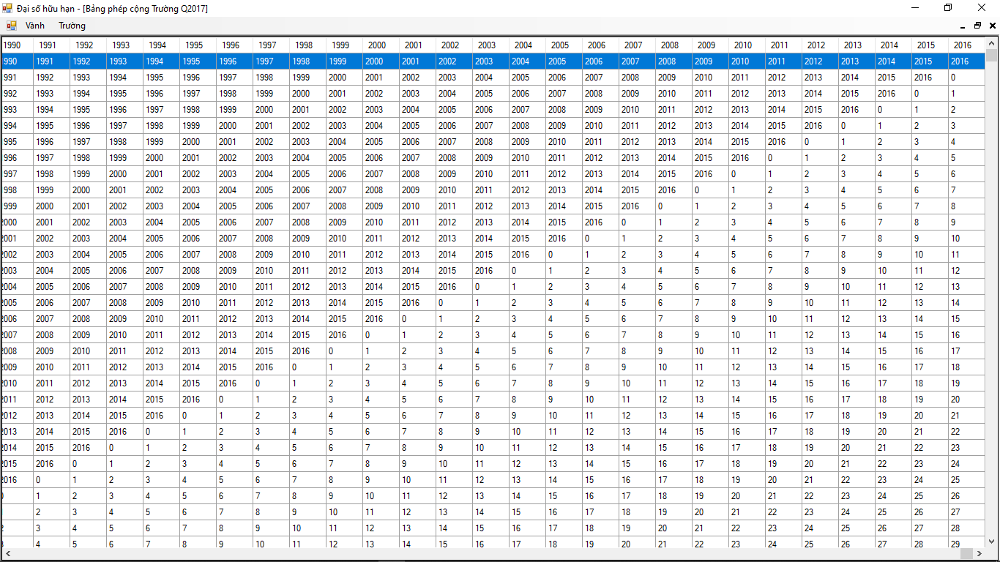 Đại số hữu hạn - [Bảng phép cộng Trường Q2017]
Vành Trường
1990 1991 1992 1993 1994 1995 1996 1997 1998 1999 2000 2001 2002 2003 2004 2005 2006 2007 2008 2009 2010 2011 2012 2013 2014 2015 2016
990 1991 1992 1993 1994 1995 1996 1997 1998 1999 2000 2001 2002 2003 2004 2005 2006 2007 2008 2009 2010 2011 2012 2013 2014 2015 2016
991 1992 1993 1994 1995 1996 1997 1998 1999 2000 2001 2002 2003 2004 2005 2006 2007 2008 2009 2010 2011 2012 2013 2014 2015 2016 0
992 1993 1994 1995 1996 1997 1998 1999 2000 2001 2002 2003 2004 2005 2006 2007 2008 2009 2010 2011 2012 2013 2014 2015 2016 0 1
993 1994 1995 1996 1997 1998 1999 2000 2001 2002 2003 2004 2005 2006 2007 2008 2009 2010 2011 2012 2013 2014 2015 2016 0 1 2
994 1995 1996 1997 1998 1999 2000 2001 2002 2003 2004 2005 2006 2007 2008 2009 2010 2011 2012 2013 2014 2015 2016 0 1 2 3
995 1996 1997 1998 1999 2000 2001 2002 2003 2004 2005 2006 2007 2008 2009 2010 2011 2012 2013 2014 2015 2016 0 1 2 3 4
996 1997 1998 1999 2000 2001 2002 2003 2004 2005 2006 2007 2008 2009 2010 2011 2012 2013 2014 2015 2016 0 1 2 3 4 5
997 1998 1999 2000 2001 2002 2003 2004 2005 2006 2007 2008 2009 2010 2011 2012 2013 2014 2015 2016 0 1 2 3 4 5 6
998 1999 2000 2001 2002 2003 2004 2005 2006 2007 2008 2009 2010 2011 2012 2013 2014 2015 2016 0 1 2 3 4 5 6 7
999 2000 2001 2002 2003 2004 2005 2006 2007 2008 2009 2010 2011 2012 2013 2014 2015 2016 0 1 2 3 4 5 6 7 8
2000 2001 2002 2003 2004 2005 2006 2007 2008 2009 2010 2011 2012 2013 2014 2015 2016 0 1 2 3 4 5 6 7 8 9
2001 2002 2003 2004 2005 2006 2007 2008 2009 2010 2011 2012 2013 2014 2015 2016 0 1 2 3 4 5 6 7 8 9 10
2002 2003 2004 2005 2006 2007 2008 2009 2010 2011 2012 2013 2014 2015 2016 0 1 2 3 4 5 6 7 8 9 10 11
2003 2004 2005 2006 2007 2008 2009 2010 2011 2012 2013 2014 2015 2016 0 1 2 3 4 5 6 7 8 9 10 11 12
2004 2005 2006 2007 2008 2009 2010 2011 2012 2013 2014 2015 2016 0 1 2 3 4 5 6 7 8 9 10 11 12 13
2005 2006 2007 2008 2009 2010 2011 2012 2013 2014 2015 2016 0 1 2 3 4 5 6 7 8 9 10 11 12 13 14
2006 2007 2008 2009 2010 2011 2012 2013 2014 2015 2016 0 1 2 3 4 5 6 7 8 9 10 11 12 13 14 15
2007 2008 2009 2010 2011 2012 2013 2014 2015 2016 0 1 2 3 4 5 6 7 8 9 10 11 12 13 14 15 16
2008 2009 2010 2011 2012 2013 2014 2015 2016 0 1 2 3 4 5 6 7 8 9 10 11 12 13 14 15 16 17
2009 2010 2011 2012 2013 2014 2015 2016 0 1 2 3 4 5 6 7 8 9 10 11 12 13 14 15 16 17 18
2010 2011 2012 2013 2014 2015 2016 0 1 2 3 4 5 6 7 8 9 10 11 12 13 14 15 16 17 18 19
2011 2012 2013 2014 2015 2016 0 1 2 3 4 5 6 7 8 9 10 11 12 13 14 15 16 17 18 19 20
2012 2013 2014 2015 2016 0 1 2 3 4 5 6 7 8 9 10 11 12 13 14 15 16 17 18 19 20 21
2013 2014 2015 2016 0 1 2 3 4 5 6 7 8 9 10 11 12 13 14 15 16 17 18 19 20 21 22
2014 2015 2016 0 1 2 3 4 5 6 7 8 9 10 11 12 13 14 15 16 17 18 19 20 21 22 23
2015 2016 0 1 2 3 4 5 6 7 8 9 10 11 12 13 14 15 16 17 18 19 20 21 22 23 24
2016 0 1 2 3 4 5 6 7 8 9 10 11 12 13 14 15 16 17 18 19 20 21 22 23 24 25
1 2 3 4 5 6 7 8 9 10 11 12 13 14 15 16 17 18 19 20 21 22 23 24 25 26
2 3 4 5 6 7 8 9 10 11 12 13 14 15 16 17 18 19 20 21 22 23 24 25 26 27
3 4 5 6 7 8 9 10 11 12 13 14 15 16 17 18 19 20 21 22 23 24 25 26 27 28
4 5 6 7 8 9 10 11 12 13 14 15 16 17 18 19 20 21 22 23 24 25 26 27 28 29